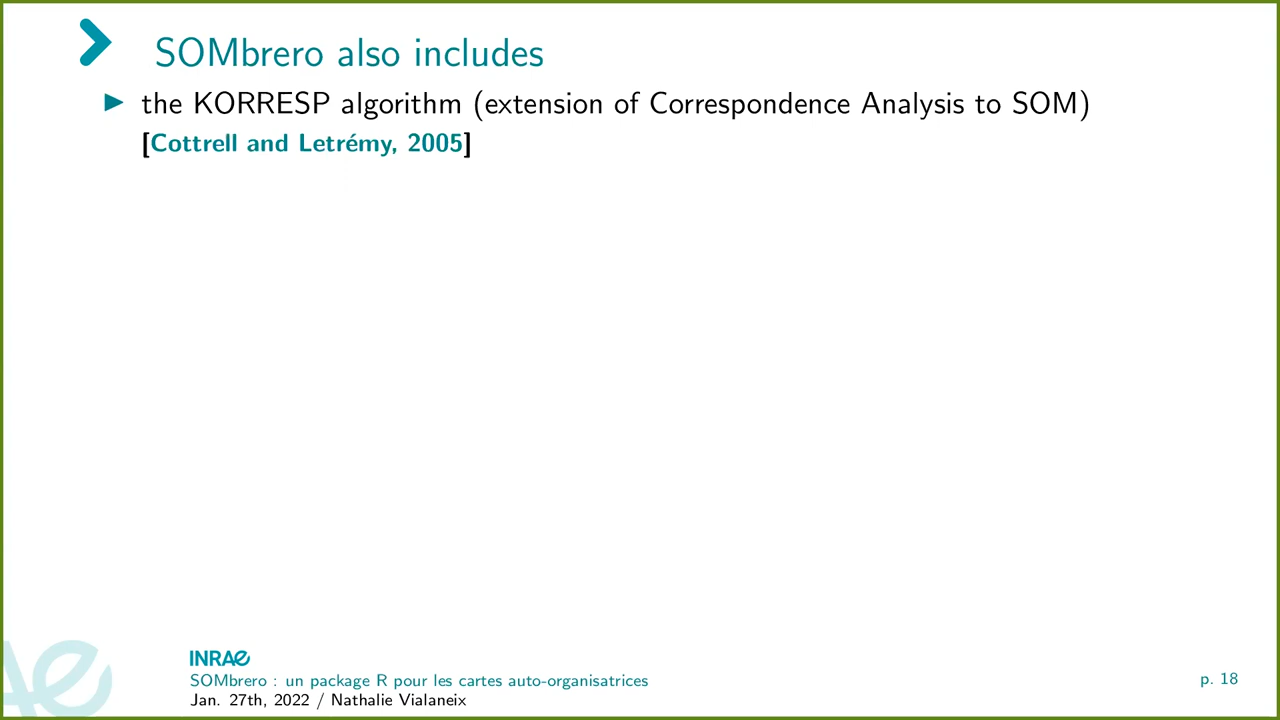 SOMbrero also includes
the KORRESP algorithm (extension of Correspondence Analysis to SOM)
[Cottrell and Letrémy, 2005]
INRAE
SOMbrero : un package R pour les cartes auto-organisatrices
Jan. 27th, 2022 / Nathalie Vialaneix
p. 18